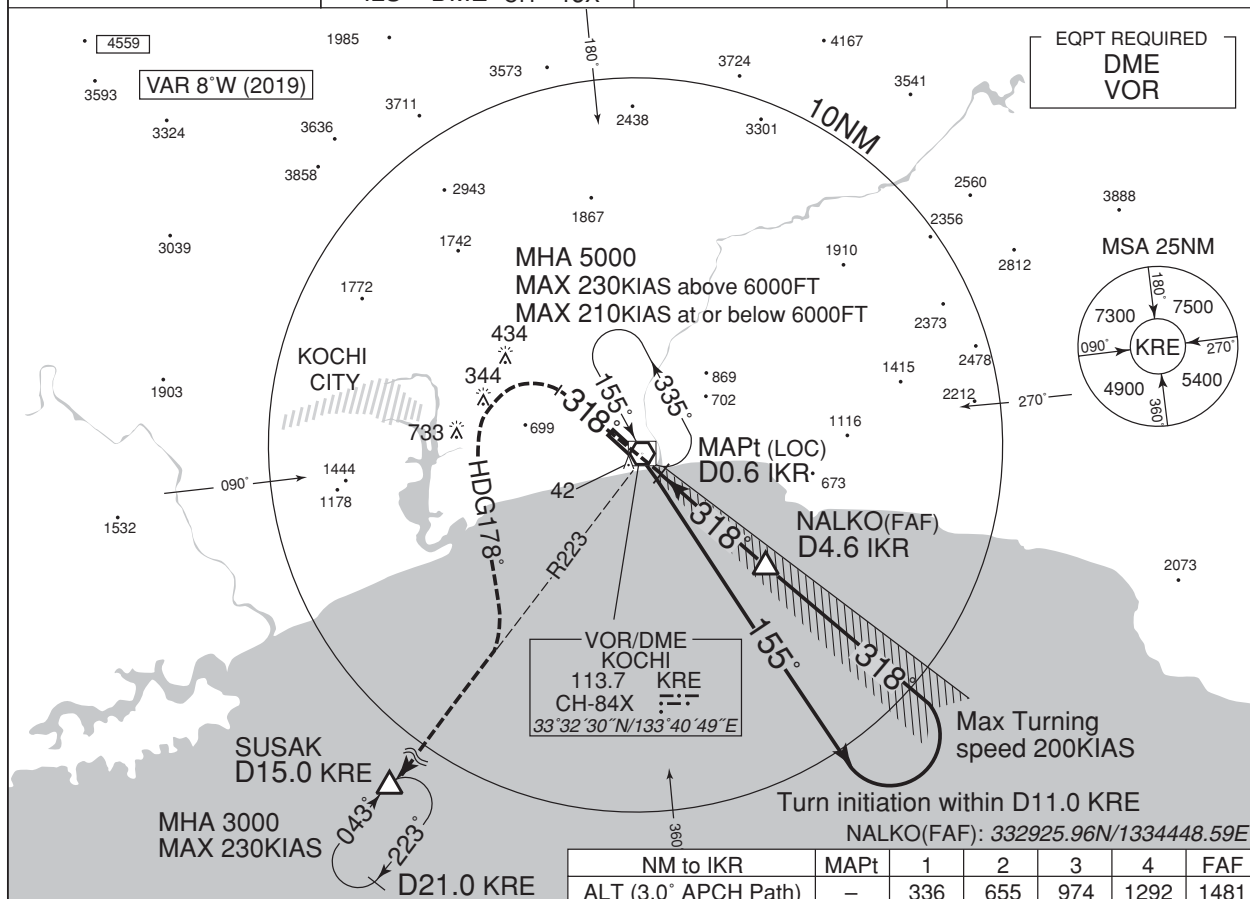 180°
4559
1985
4167
EQPT REQUIRED
DME
VOR
3593
VAR 8°W (2019)
3573
3724
3541
3711
10NM
3324
3636
2438
3301
3858
2943
2560
3888
1867
2356
3039
1742
1910
2812
MSA 25NM
MHA 5000
MAX 230KIAS above 6000FT
MAX 210KIAS at or below 6000FT
180°
7300
7500
090°
KRE
270°
4900
5400
360°
1772
2373
434
KOCHI
CITY
344
869
1415
2478
1903
155°
335°
702
2212
270°
318°
733
699
1116
MAPt (LOC)
D0.6 IKR
1444
1178
090°
42
673
1532
HDG178°
318°
NALKO(FAF)
D4.6 IKR
R223
2073
VOR/DME
KOCHI
113.7 KRE
CH-84X
33°32´30˝N/133°40´49˝E
155°
318°
Max Turning
speed 200KIAS
SUSAK
D15.0 KRE
Turn initiation within D11.0 KRE
043°
223°
MHA 3000
MAX 230KIAS
360°
NALKO(FAF): 332925.96N/1334448.59E
D21.0 KRE
NM to IKR MAPt 1 2 3 4 FAF
ALT (3.0° APCH Path) – 336 655 974 1292 1481